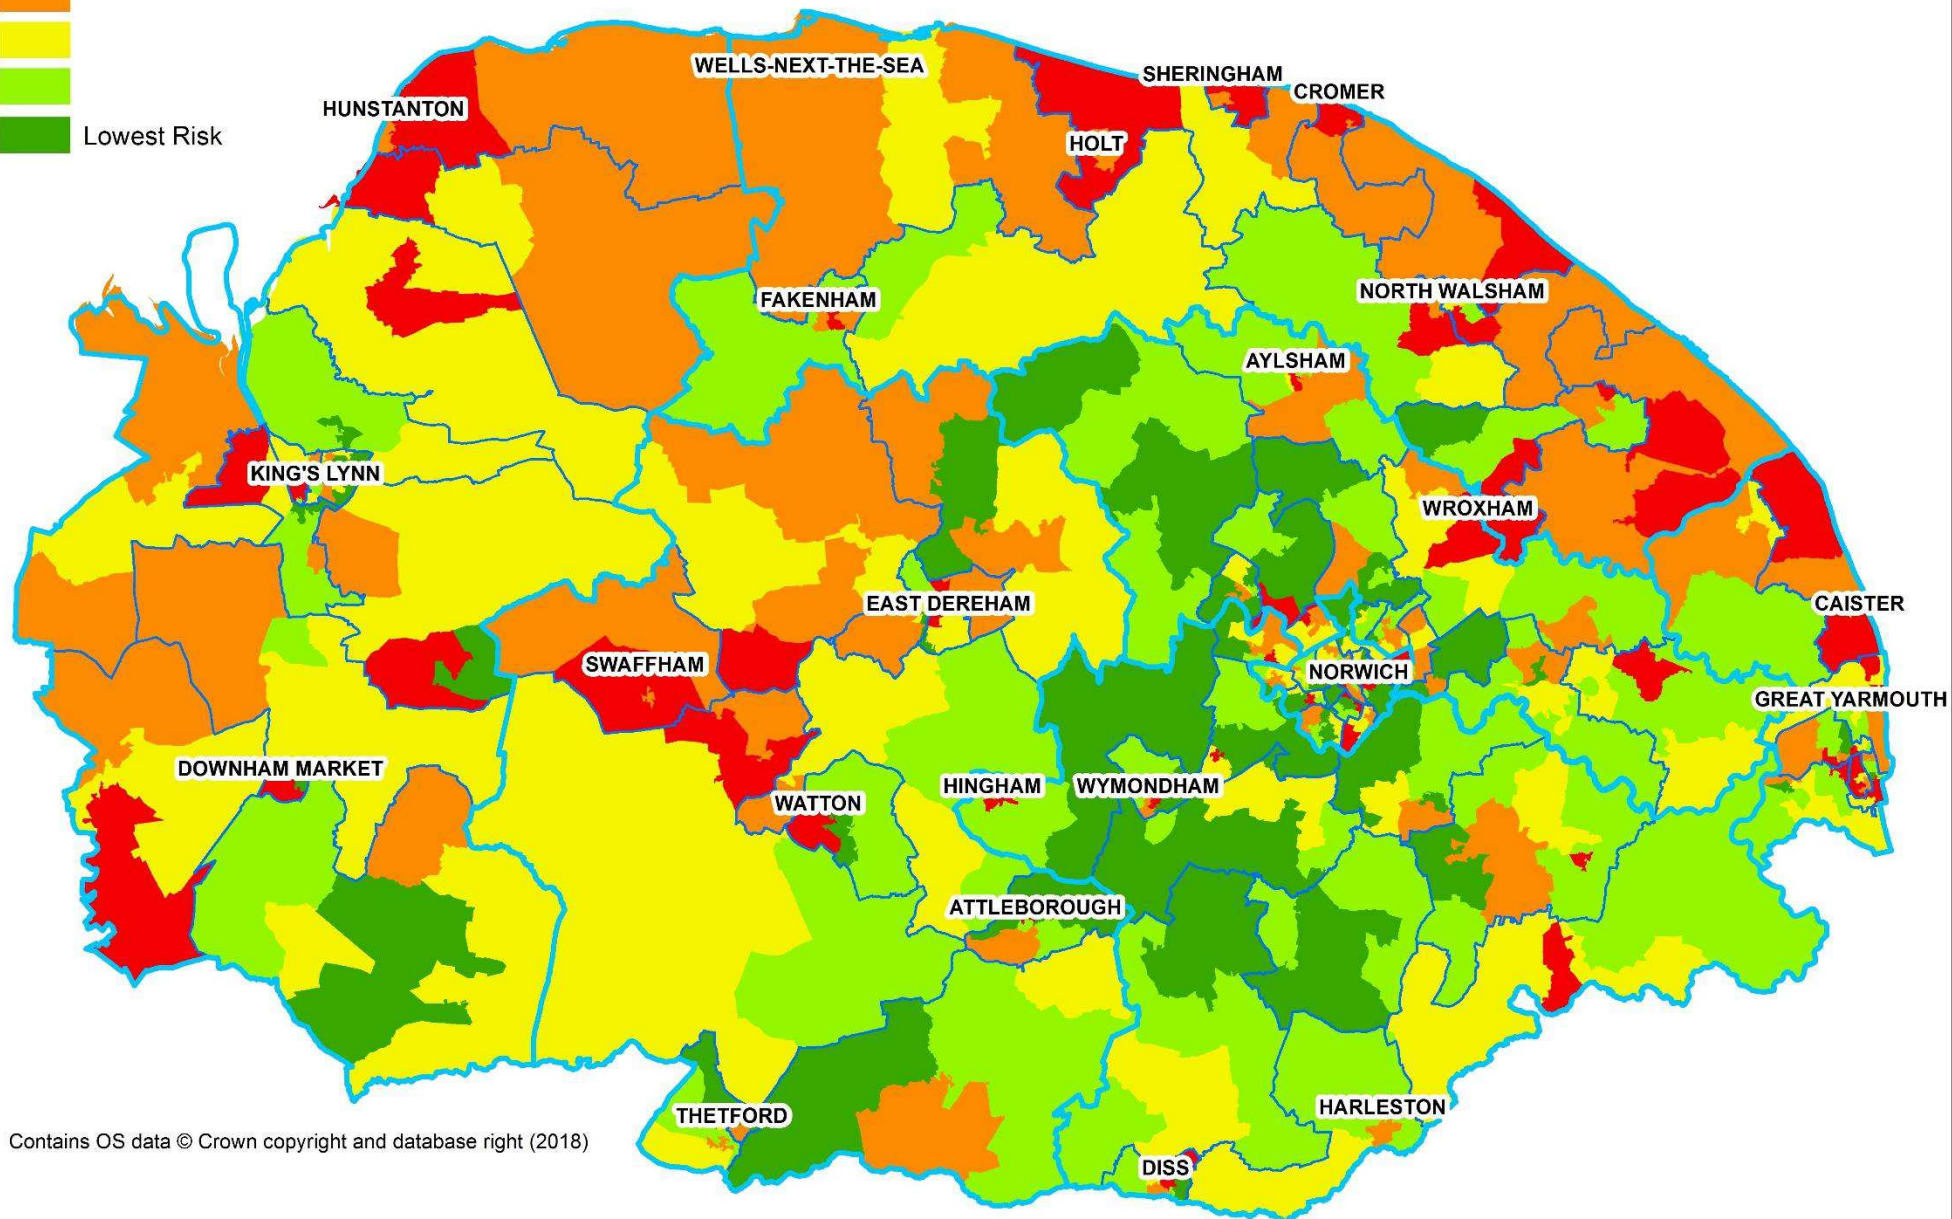 WELLS-NEXT-THE-SEA
SHERINGHAM
CROMER
HUNSTANTON
Lowest Risk
HOLT
NORTH WALSHAM
FAKENHAM
AYLSHAM
KING'S LYNN
WROXHAM
EAST DEREHAM
CAISTER
SWAFFHAM
NORWICH
GREAT YARMOUTH
DOWNHAM MARKET
HINGHAM
WYMONDHAM
WATTON
ATTLEBOROUGH
HARLESTON
THETFORD
Contains OS data © Crown copyright and database right (2018)
DISS